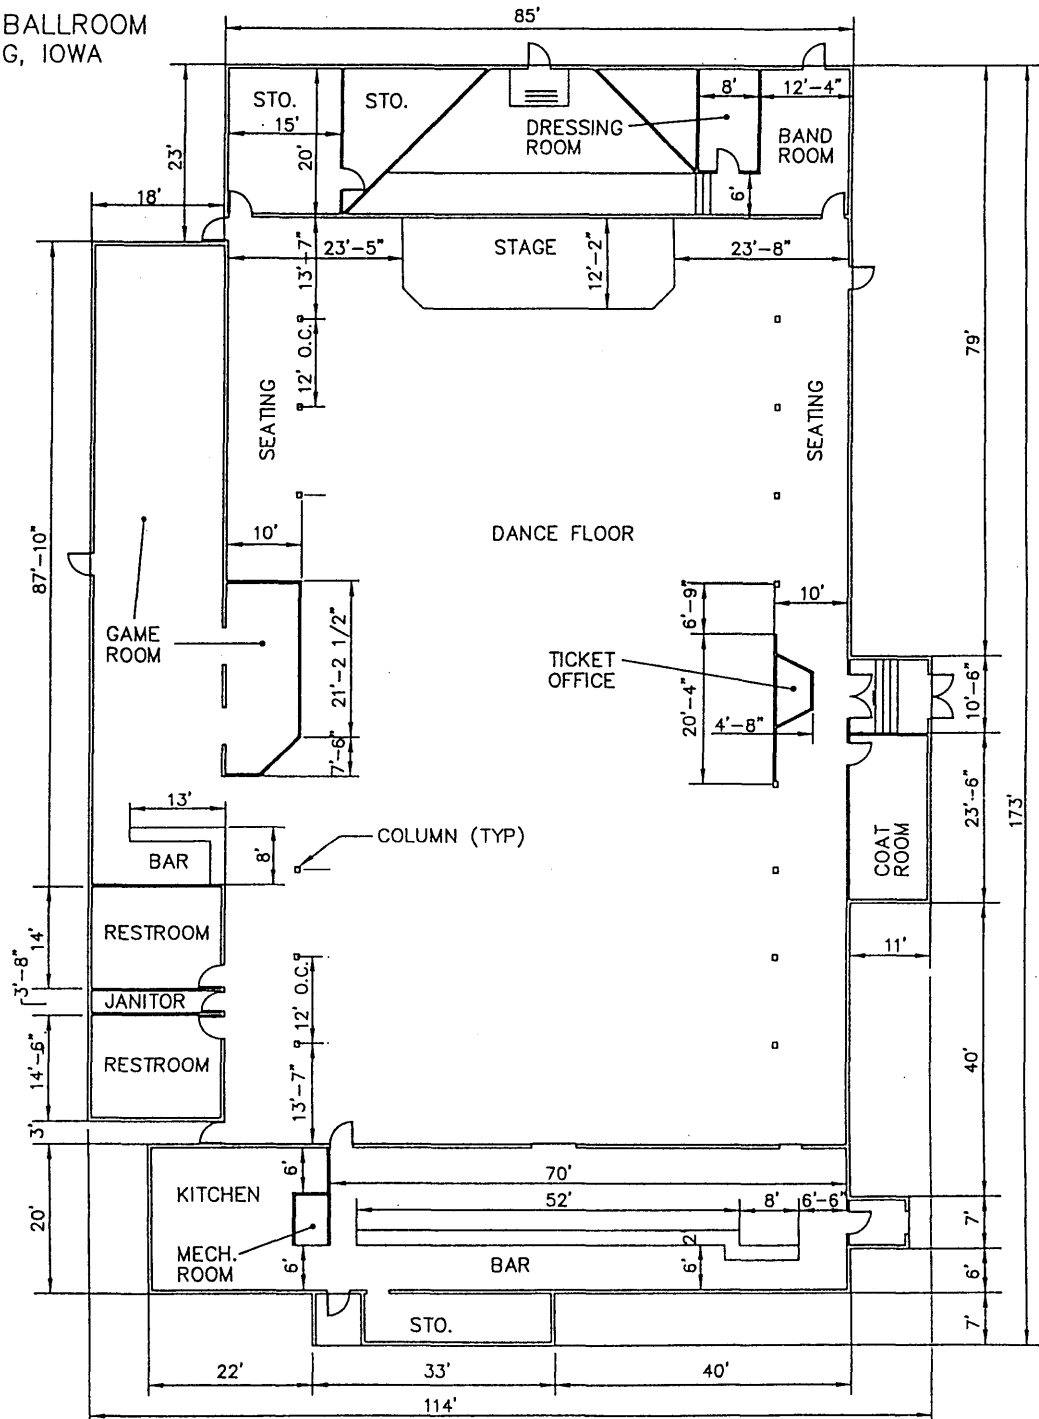 BALLROOM
G, IOWA
85'
STO.
15'
20'
STO.
8'
12'-4"
DRESSING
ROOM
BAND
ROOM
6'
23'
18'
13'-7"
23'-5"
STAGE
12'-2"
23'-8"
12' O.C.
SEATING
SEATING
79'
DANCE FLOOR
10'
87'-10"
GAME
ROOM
21'-2 1/2"
7'-6"
6'-9"
10'
TICKET
OFFICE
20'-4"
4'-8"
10'-6"
23'-6"
173'
13'
BAR
8'
COLUMN (TYP)
COAT
ROOM
11'
RESTROOM
14'
3'-8"
JANITOR
RESTROOM
14'-6"
12' O.C.
13'-7"
40'
3'
20'
KITCHEN
6'
70'
52'
8'
6'-6"
MECH.
ROOM
6'
BAR
2'
6'
7'
6'
7'
STO.
22'
33'
40'
114'